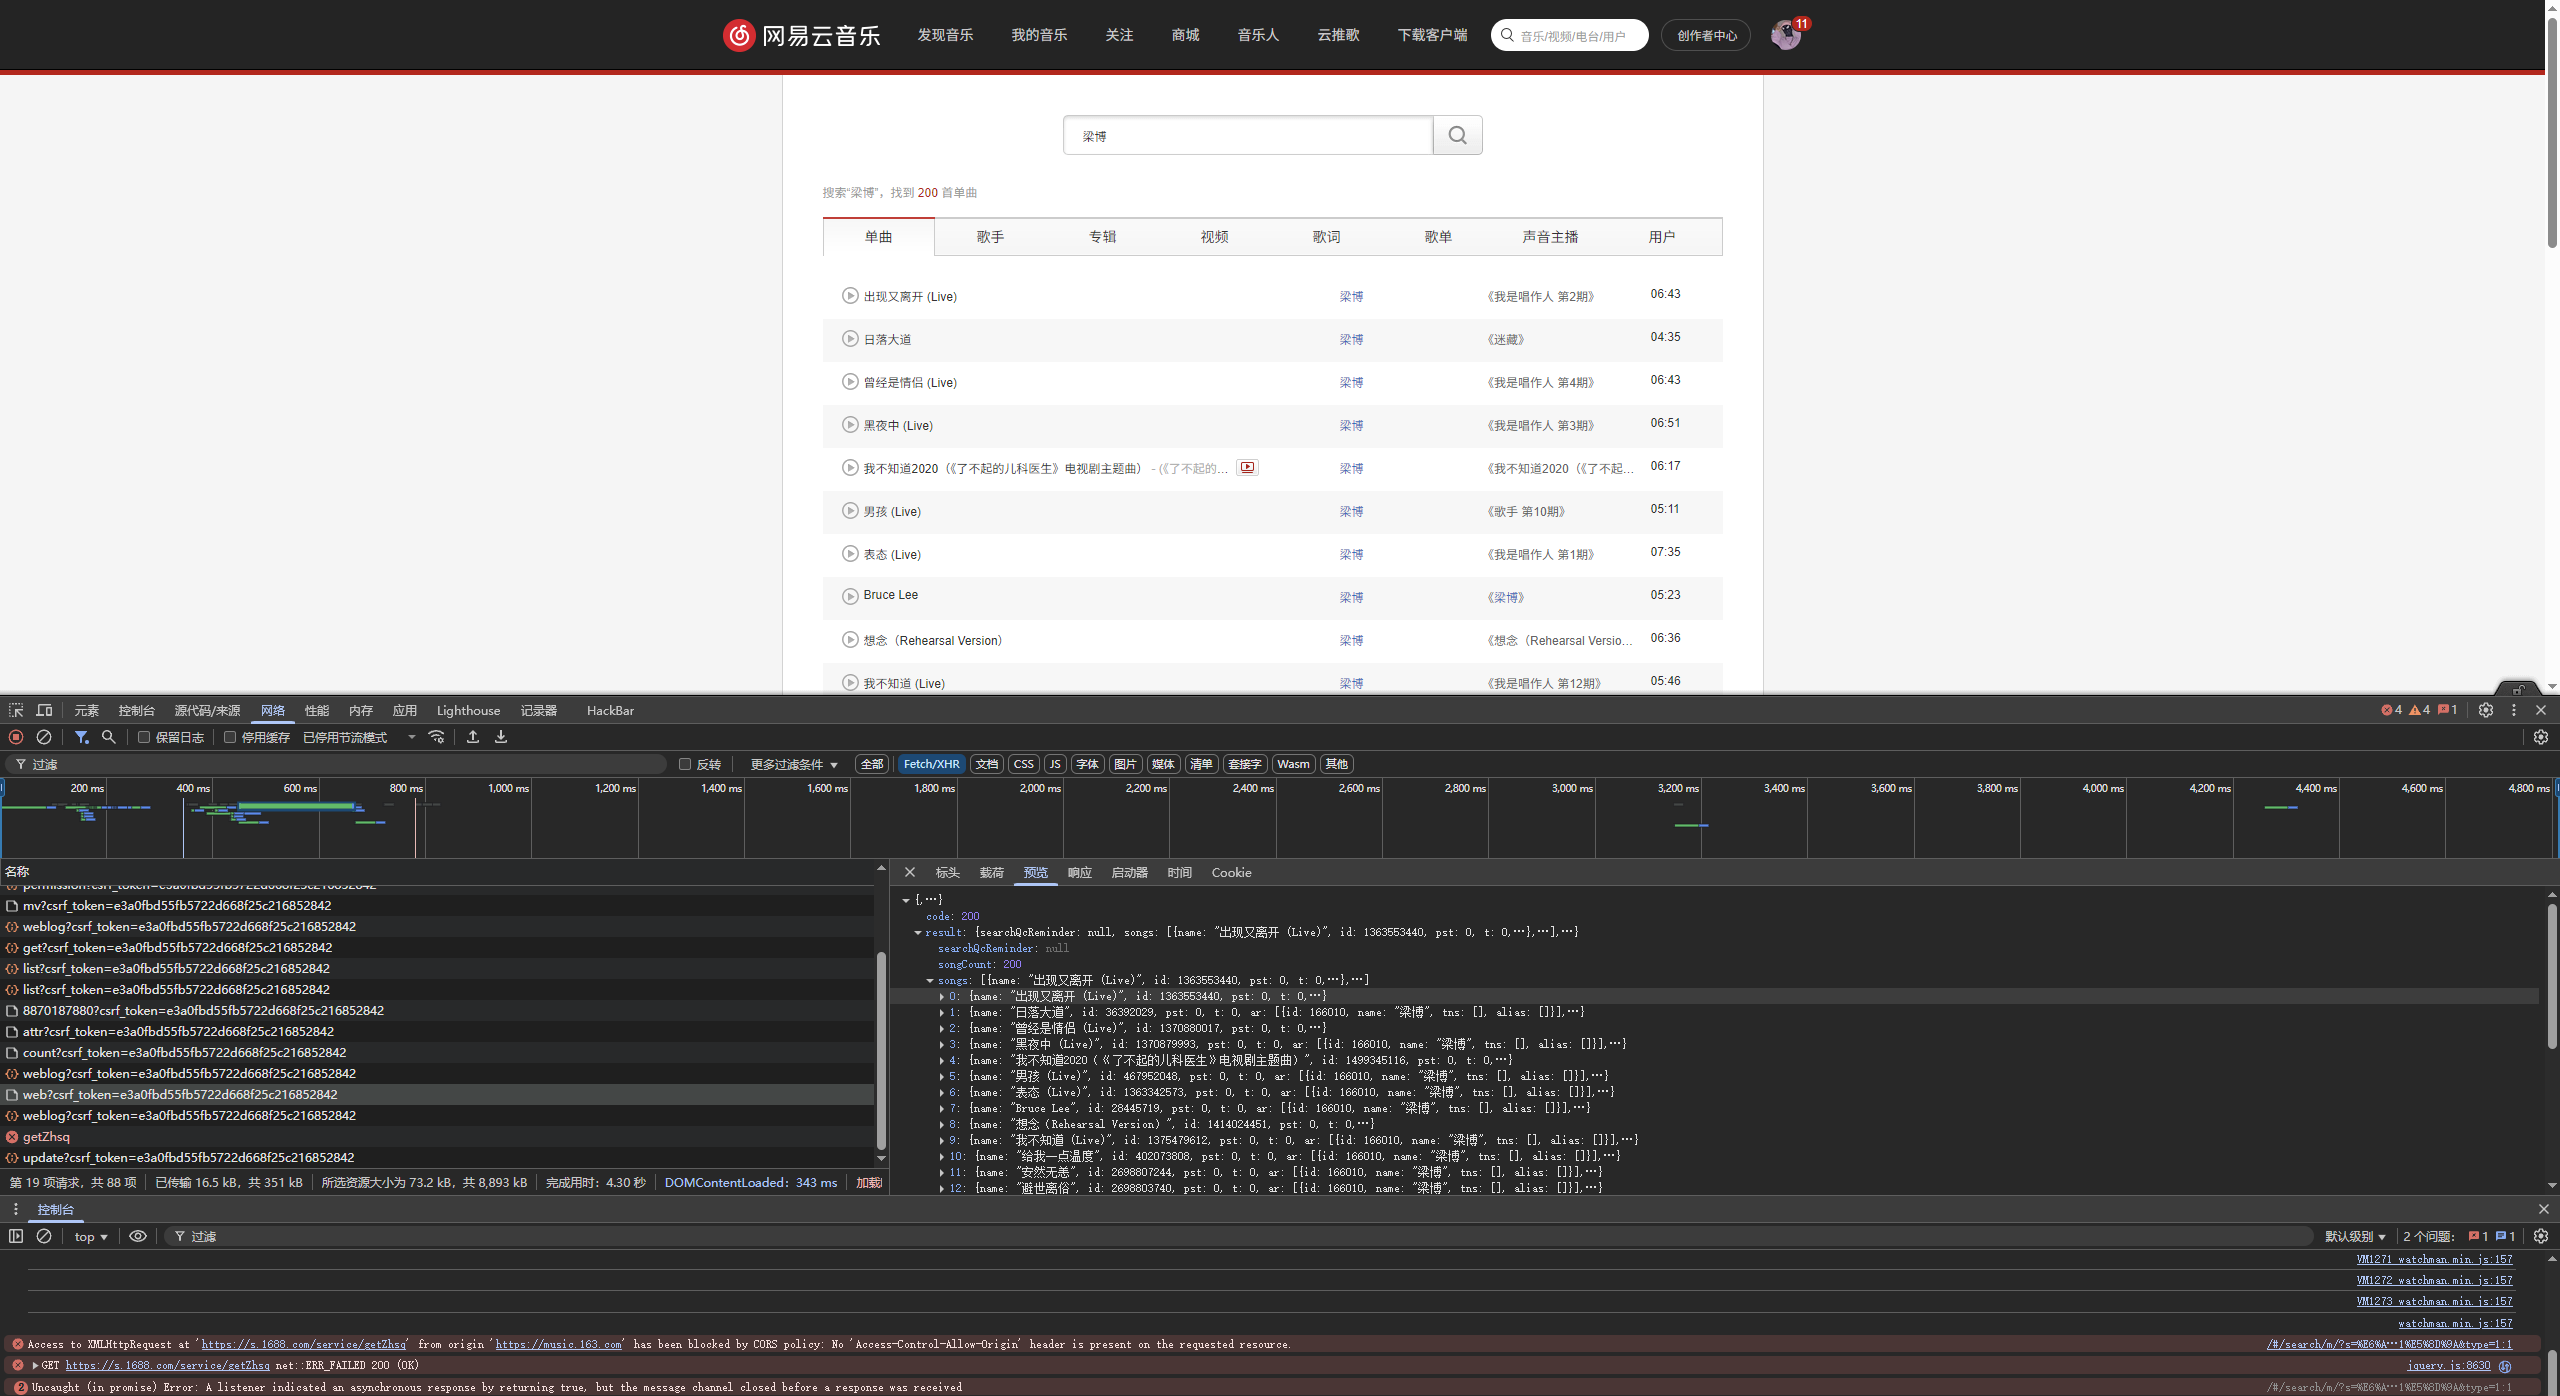 网易云音乐 发现音乐 我的音乐 关注 商城 音乐人 云推歌 下载客户端 音乐/视频/电台/用户 创作者中心 11
梁博
搜索“梁博”，找到 200 首单曲
单曲 歌手 专辑 视频 歌词 歌单 声音主播 用户
出现又离开 (Live) 梁博 《我是唱作人 第2期》 06:43
日落大道 梁博 《迷藏》 04:35
曾经是情侣 (Live) 梁博 《我是唱作人 第4期》 06:43
黑夜中 (Live) 梁博 《我是唱作人 第3期》 06:51
我不知道2020（《了不起的儿科医生》电视剧主题曲） - (《了不起的... 梁博 《我不知道2020（《了不起... 06:17
男孩 (Live) 梁博 《歌手 第10期》 05:11
表态 (Live) 梁博 《我是唱作人 第1期》 07:35
Bruce Lee 梁博 《梁博》 05:23
想念（Rehearsal Version） 梁博 《想念（Rehearsal Versio... 06:36
我不知道 (Live) 梁博 《我是唱作人 第12期》 05:46
元素 控制台 源代码/来源 网络 性能 内存 应用 Lighthouse 记录器 HackBar 4 4 1
保留日志 停用缓存 已停用节流模式
过滤 反转 更多过滤条件 全部 Fetch/XHR 文档 CSS JS 字体 图片 媒体 清单 套接字 Wasm 其他
200 ms 400 ms 600 ms 800 ms 1,000 ms 1,200 ms 1,400 ms 1,600 ms 1,800 ms 2,000 ms 2,200 ms 2,400 ms 2,600 ms 2,800 ms 3,000 ms 3,200 ms 3,400 ms 3,600 ms 3,800 ms 4,000 ms 4,200 ms 4,400 ms 4,600 ms 4,800 ms
名称
permission?csrf_token=e3a0fbd55fb5722d668f25c216852842
mv?csrf_token=e3a0fbd55fb5722d668f25c216852842
weblog?csrf_token=e3a0fbd55fb5722d668f25c216852842
get?csrf_token=e3a0fbd55fb5722d668f25c216852842
list?csrf_token=e3a0fbd55fb5722d668f25c216852842
list?csrf_token=e3a0fbd55fb5722d668f25c216852842
8870187880?csrf_token=e3a0fbd55fb5722d668f25c216852842
attr?csrf_token=e3a0fbd55fb5722d668f25c216852842
count?csrf_token=e3a0fbd55fb5722d668f25c216852842
weblog?csrf_token=e3a0fbd55fb5722d668f25c216852842
web?csrf_token=e3a0fbd55fb5722d668f25c216852842
weblog?csrf_token=e3a0fbd55fb5722d668f25c216852842
getZhsq
update?csrf_token=e3a0fbd55fb5722d668f25c216852842
第 19 项请求，共 88 项 已传输 16.5 kB，共 351 kB 所选资源大小为 73.2 kB，共 8,893 kB 完成用时：4.30 秒 DOMContentLoaded：343 ms 加载
标头 载荷 预览 响应 启动器 时间 Cookie
{,…}
code: 200
result: {searchQcReminder: null, songs: [{name: "出现又离开 (Live)", id: 1363553440, pst: 0, t: 0,…},…],…}
searchQcReminder: null
songCount: 200
songs: [{name: "出现又离开 (Live)", id: 1363553440, pst: 0, t: 0,…},…]
0: {name: "出现又离开 (Live)", id: 1363553440, pst: 0, t: 0,…}
1: {name: "日落大道", id: 36392029, pst: 0, t: 0, ar: [{id: 166010, name: "梁博", tns: [], alias: []}],…}
2: {name: "曾经是情侣 (Live)", id: 1370880017, pst: 0, t: 0,…}
3: {name: "黑夜中 (Live)", id: 1370879993, pst: 0, t: 0, ar: [{id: 166010, name: "梁博", tns: [], alias: []}],…}
4: {name: "我不知道2020（《了不起的儿科医生》电视剧主题曲）", id: 1499345116, pst: 0, t: 0,…}
5: {name: "男孩 (Live)", id: 467952048, pst: 0, t: 0, ar: [{id: 166010, name: "梁博", tns: [], alias: []}],…}
6: {name: "表态 (Live)", id: 1363342573, pst: 0, t: 0, ar: [{id: 166010, name: "梁博", tns: [], alias: []}],…}
7: {name: "Bruce Lee", id: 28445719, pst: 0, t: 0, ar: [{id: 166010, name: "梁博", tns: [], alias: []}],…}
8: {name: "想念（Rehearsal Version）", id: 1414024451, pst: 0, t: 0,…}
9: {name: "我不知道 (Live)", id: 1375479612, pst: 0, t: 0, ar: [{id: 166010, name: "梁博", tns: [], alias: []}],…}
10: {name: "给我一点温度", id: 402073808, pst: 0, t: 0, ar: [{id: 166010, name: "梁博", tns: [], alias: []}],…}
11: {name: "安然无恙", id: 2698807244, pst: 0, t: 0, ar: [{id: 166010, name: "梁博", tns: [], alias: []}],…}
12: {name: "避世离俗", id: 2698803740, pst: 0, t: 0, ar: [{id: 166010, name: "梁博", tns: [], alias: []}],…}
控制台
top 过滤 默认级别 2 个问题： 1 1
VM1271 watchman.min.js:157
VM1272 watchman.min.js:157
VM1273 watchman.min.js:157
watchman.min.js:157
Access to XMLHttpRequest at 'https://s.1688.com/service/getZhsq' from origin 'https://music.163.com' has been blocked by CORS policy: No 'Access-Control-Allow-Origin' header is present on the requested resource. /#/search/m/?s=%E6%A…1%E5%8D%9A&type=1:1
GET https://s.1688.com/service/getZhsq net::ERR_FAILED 200 (OK) jquery.js:8630
2 Uncaught (in promise) Error: A listener indicated an asynchronous response by returning true, but the message channel closed before a response was received /#/search/m/?s=%E6%A…1%E5%8D%9A&type=1:1